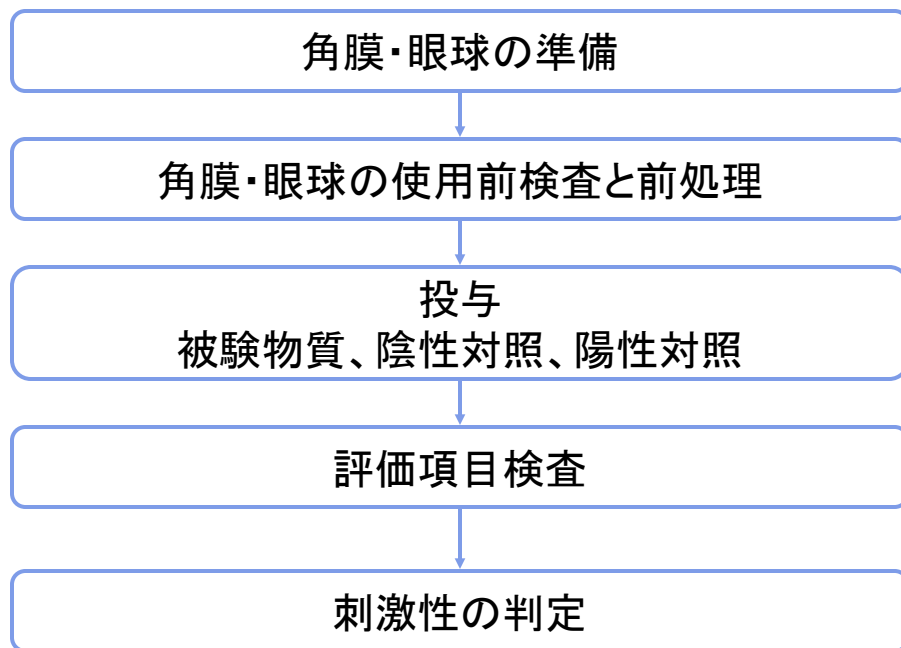 角膜・眼球の準備
角膜・眼球の使用前検査と前処理
投与
被験物質、陰性対照、陽性対照
評価項目検査
刺激性の判定